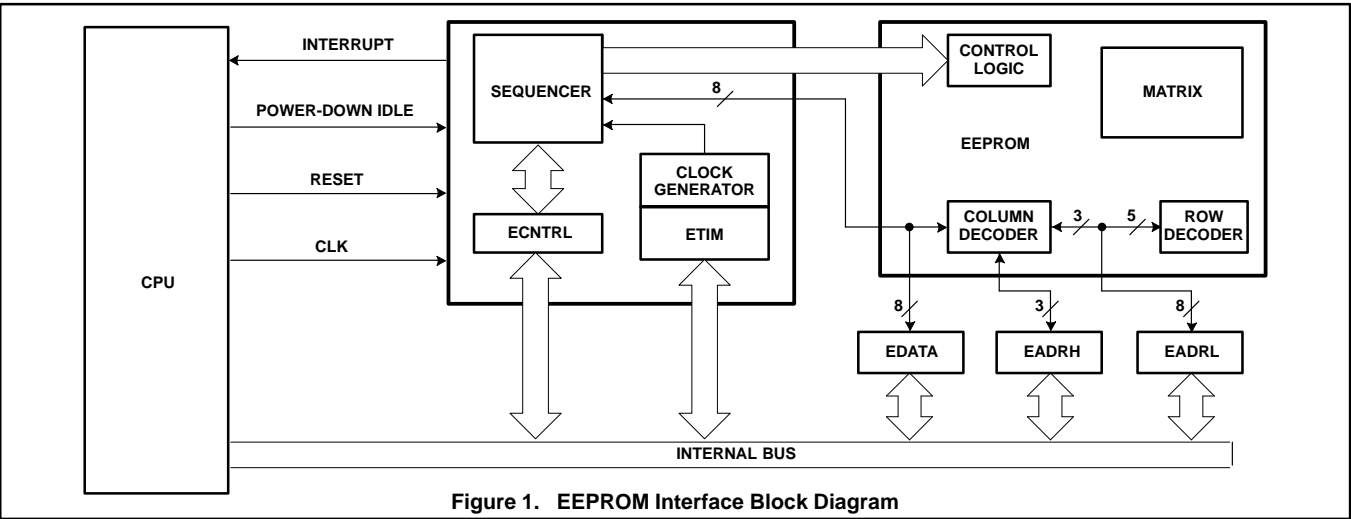 CPU
INTERRUPT
POWER-DOWN IDLE
RESET
CLK
SEQUENCER
ECNTRL
CLOCK
GENERATOR
ETIM
8
CONTROL
LOGIC
MATRIX
EEPROM
COLUMN
DECODER
3
5
ROW
DECODER
8
3
8
EDATA
EADRH
EADRL
INTERNAL BUS
Figure 1. EEPROM Interface Block Diagram